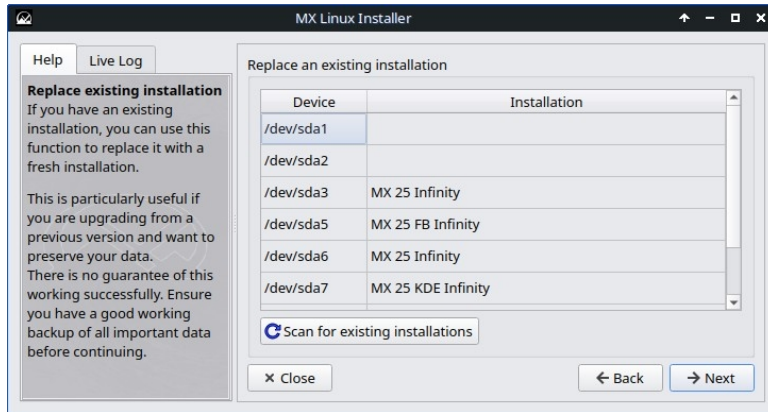 MX Linux Installer
Help
Live Log
Replace existing installation
If you have an existing
installation, you can use this
function to replace it with a
fresh installation.
This is particularly useful if
you are upgrading from a
previous version and want to
preserve your data.
There is no guarantee of this
working successfully. Ensure
you have a good working
backup of all important data
before continuing.
Replace an existing installation
Device Installation
/dev/sda1
/dev/sda2
/dev/sda3 MX 25 Infinity
/dev/sda5 MX 25 FB Infinity
/dev/sda6 MX 25 Infinity
/dev/sda7 MX 25 KDE Infinity
Scan for existing installations
Close
Back
Next